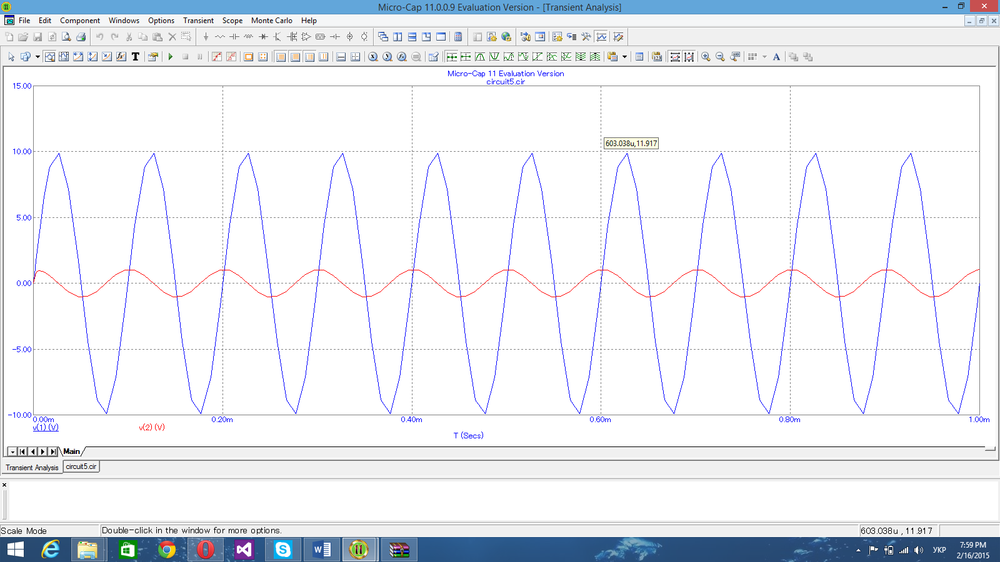 Micro-Cap 11.0.0.9 Evaluation Version - [Transient Analysis]
File Edit Component Windows Options Transient Scope Monte Carlo Help
Micro-Cap 11 Evaluation Version
circuit5.cir
15.00
603.038u,11.917
10.00
5.00
0.00
-5.00
-10.00
0.00m 0.20m 0.40m 0.60m 0.80m 1.00m
v(1) (V) v(2) (V)
T (Secs)
Main
Transient Analysis circuit5.cir
Scale Mode Double-click in the window for more options. 603.038u , 11.917
УКР
7:59 PM
2/16/2015